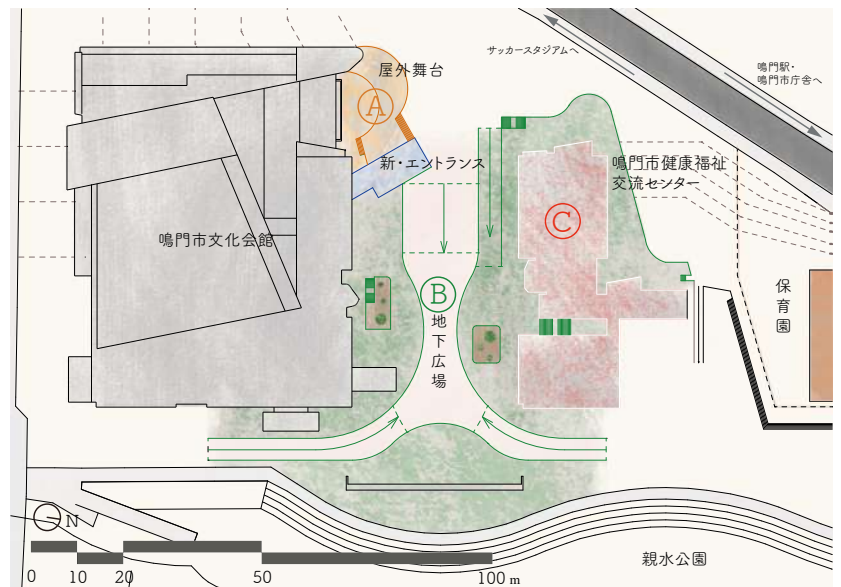 サッカースタジアムへ
鳴門駅・
鳴門市庁舎へ
屋外舞台
A
新・エントランス
鳴門市健康福祉
交流センター
C
鳴門市文化会館
B
地下広場
保育園
N
親水公園
0 10 20 50 100 m